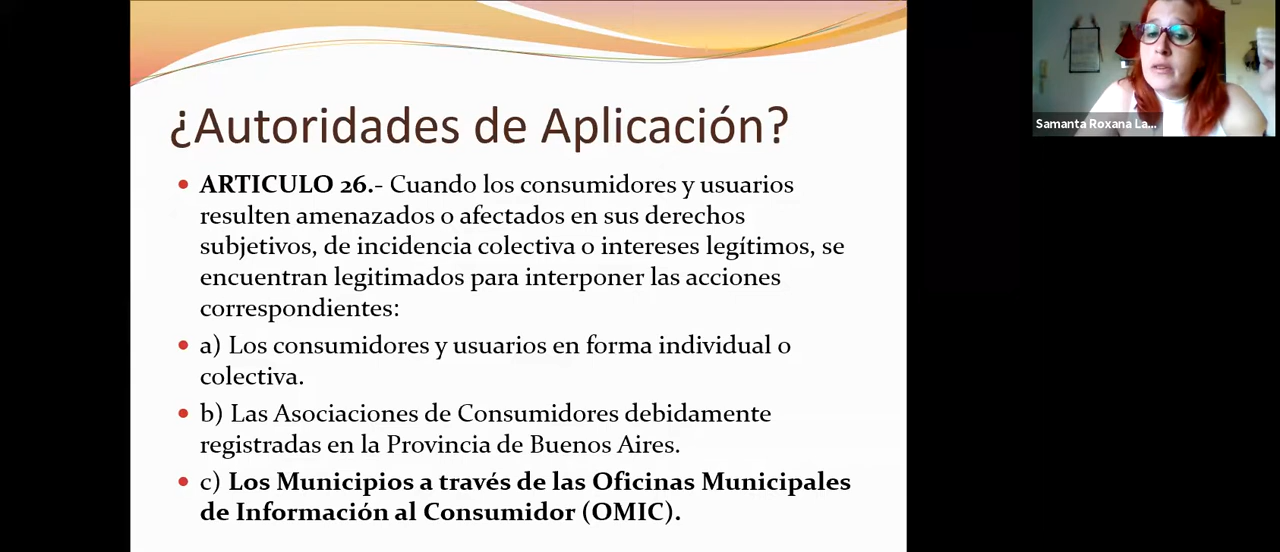 ¿Autoridades de Aplicación?
ARTICULO 26.- Cuando los consumidores y usuarios
resulten amenazados o afectados en sus derechos
subjetivos, de incidencia colectiva o intereses legítimos, se
encuentran legitimados para interponer las acciones
correspondientes:
a) Los consumidores y usuarios en forma individual o
colectiva.
b) Las Asociaciones de Consumidores debidamente
registradas en la Provincia de Buenos Aires.
c) Los Municipios a través de las Oficinas Municipales
de Información al Consumidor (OMIC).
Samanta Roxana La...